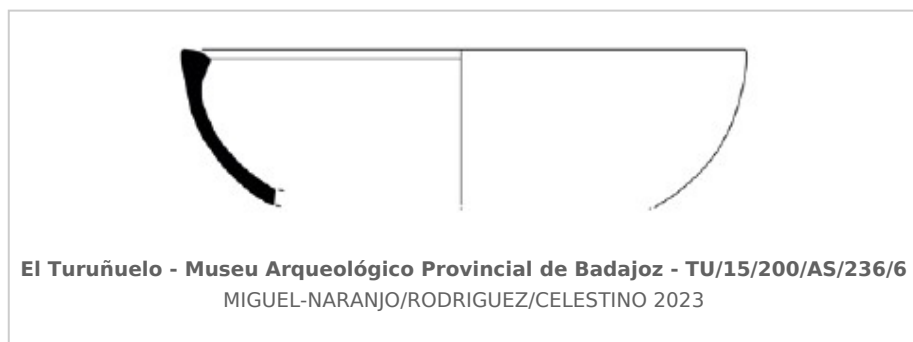 El Turuñuelo - Museu Arqueológico Provincial de Badajoz - TU/15/200/AS/236/6
MIGUEL-NARANJO/RODRIGUEZ/CELESTINO 2023